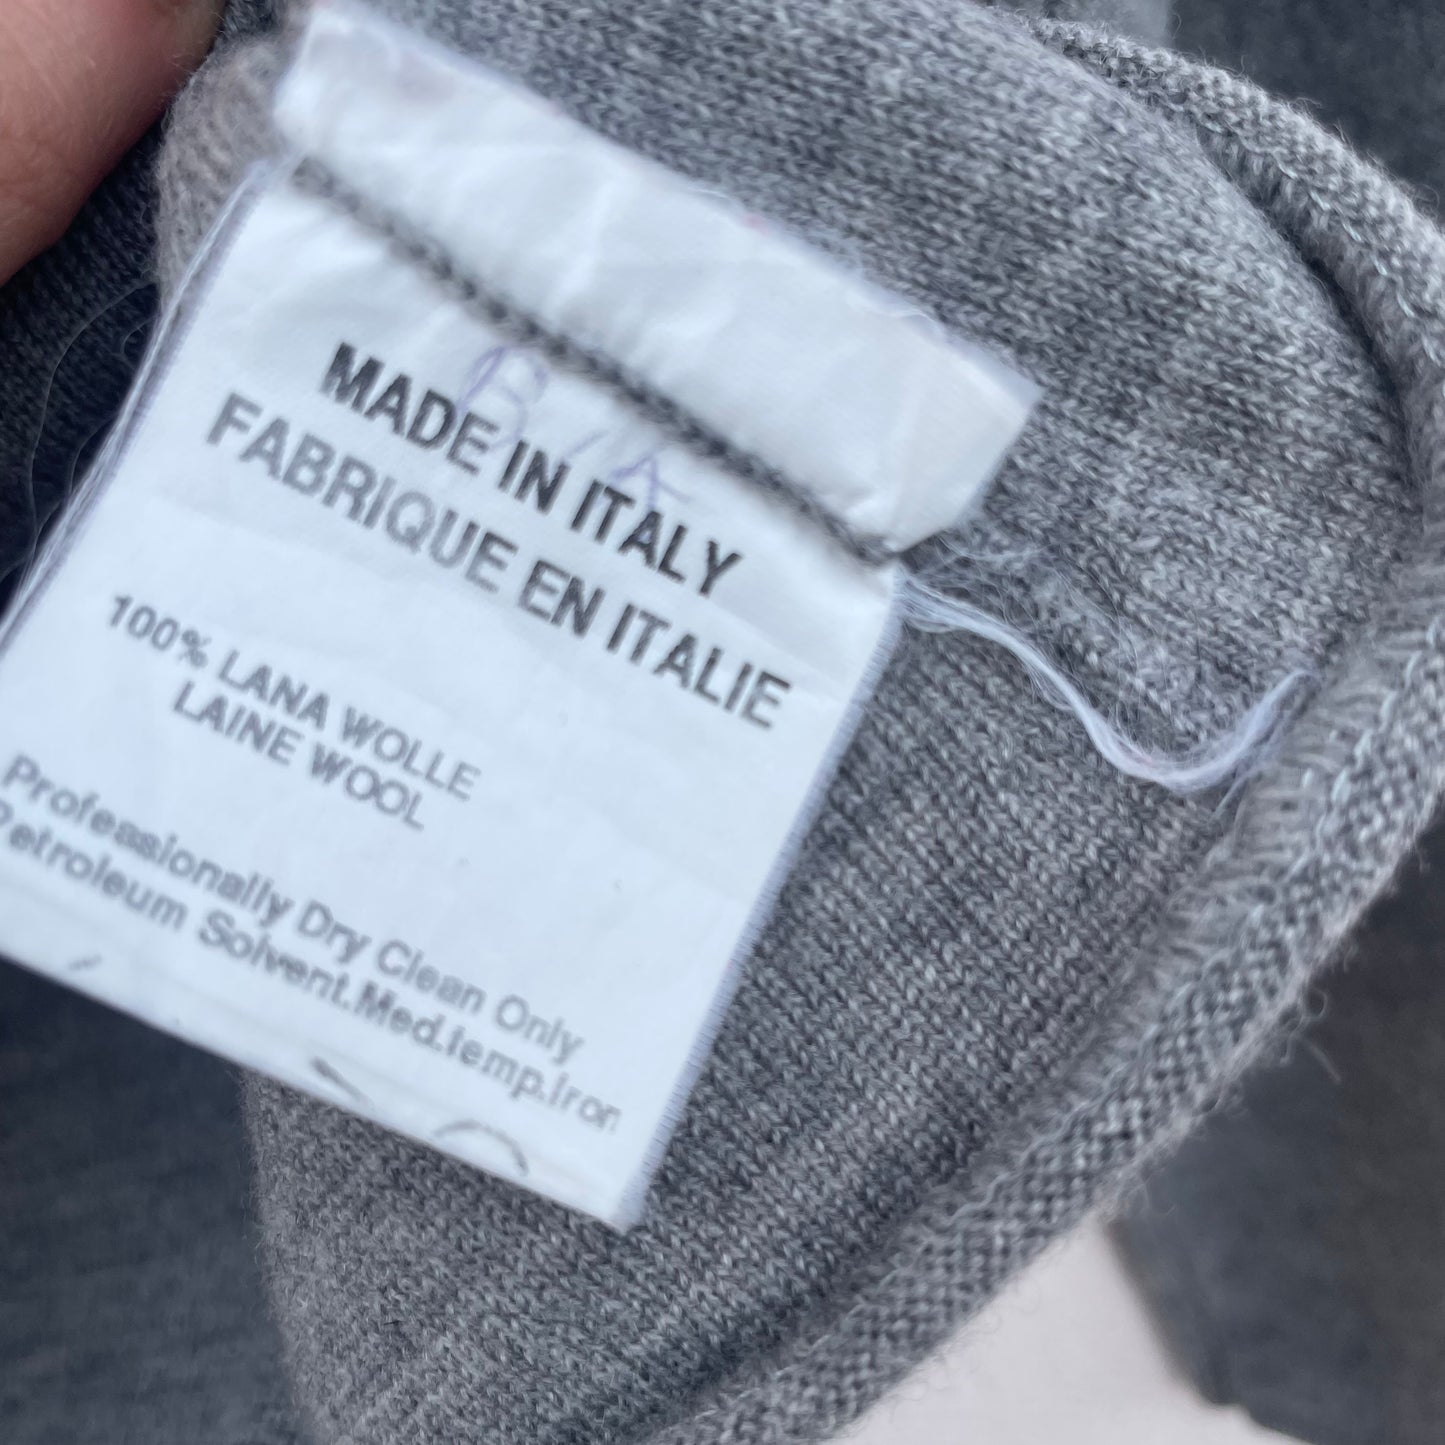 MADE IN ITALY
FABRIQUE EN ITALIE
100% LANA WOLLE
LAINE WOOL
Professionally Dry Clean Only
Petroleum Solvent.Med.Temp.Iron